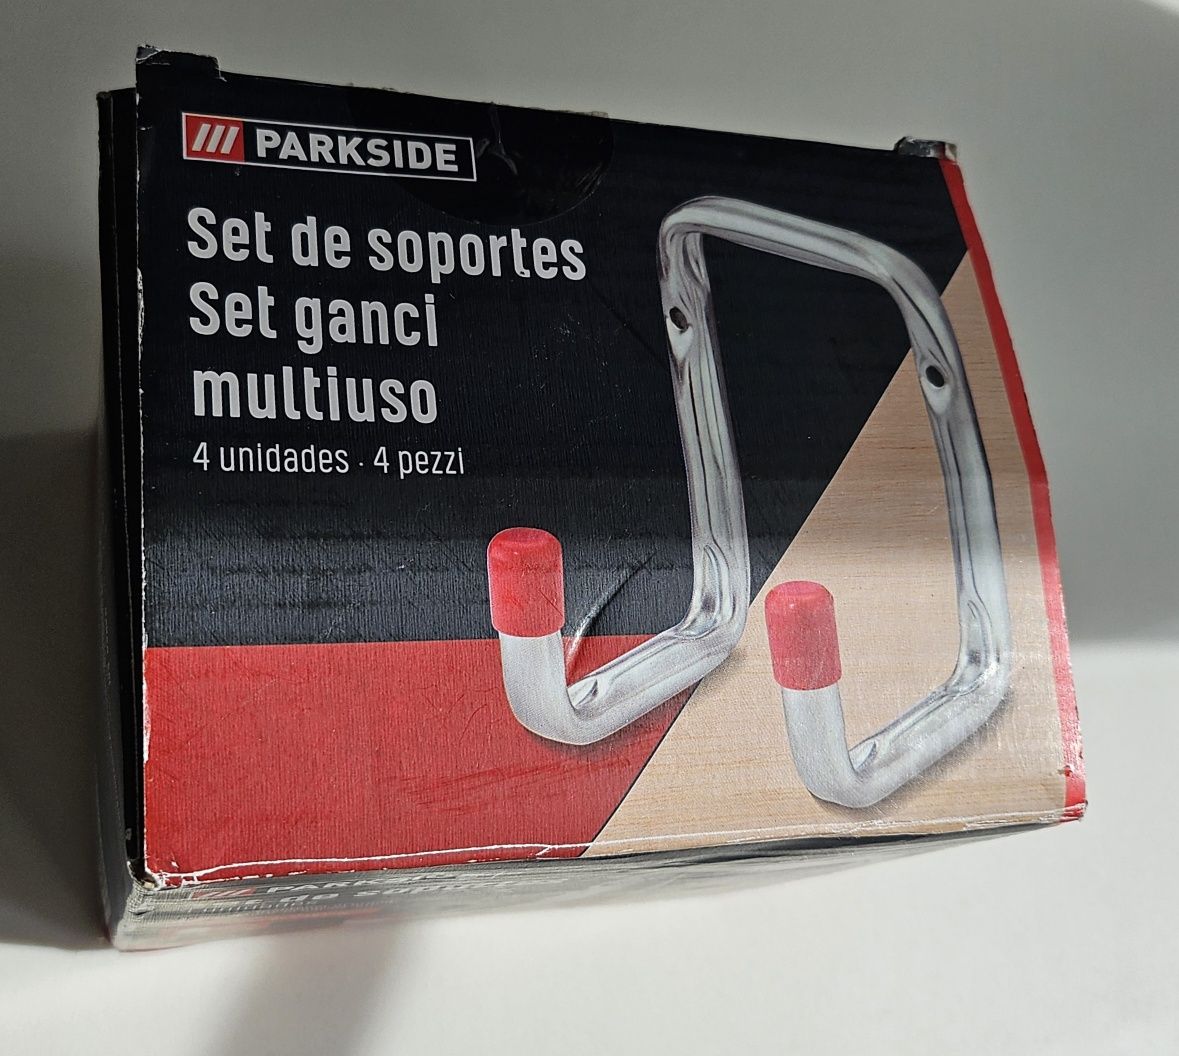 PARKSIDE
Set de soportes
Set ganci
multiuso
4 unidades · 4 pezzi